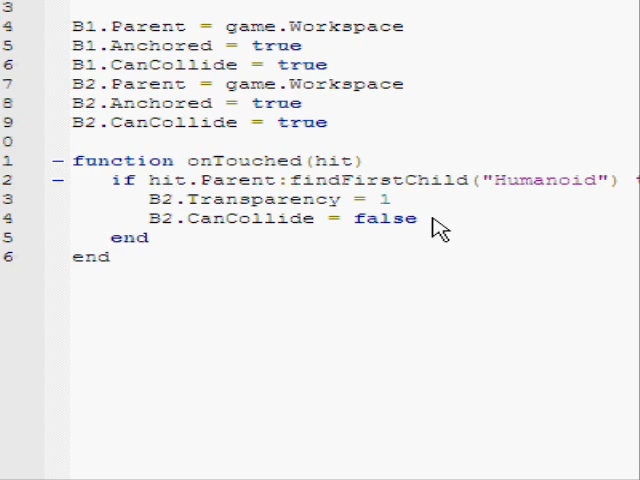 3
4 B1.Parent = game.Workspace
5 B1.Anchored = true
6 B1.CanCollide = true
7 B2.Parent = game.Workspace
8 B2.Anchored = true
9 B2.CanCollide = true
0
1 – function onTouched(hit)
2 – if hit.Parent:findFirstChild("Humanoid")
3 B2.Transparency = 1
4 B2.CanCollide = false
5 end
6 end